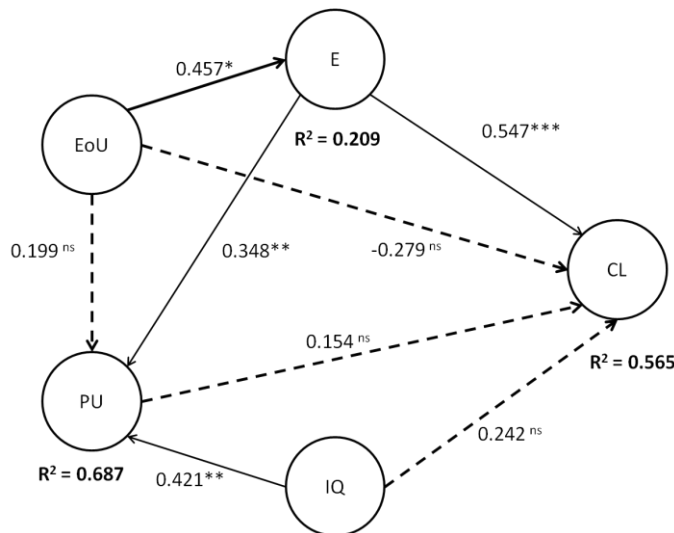 E
0.457*
R² = 0.209
0.547***
EoU
0.199 ns
0.348**
-0.279 ns
CL
0.154 ns
R² = 0.565
PU
R² = 0.687
0.421**
IQ
0.242 ns